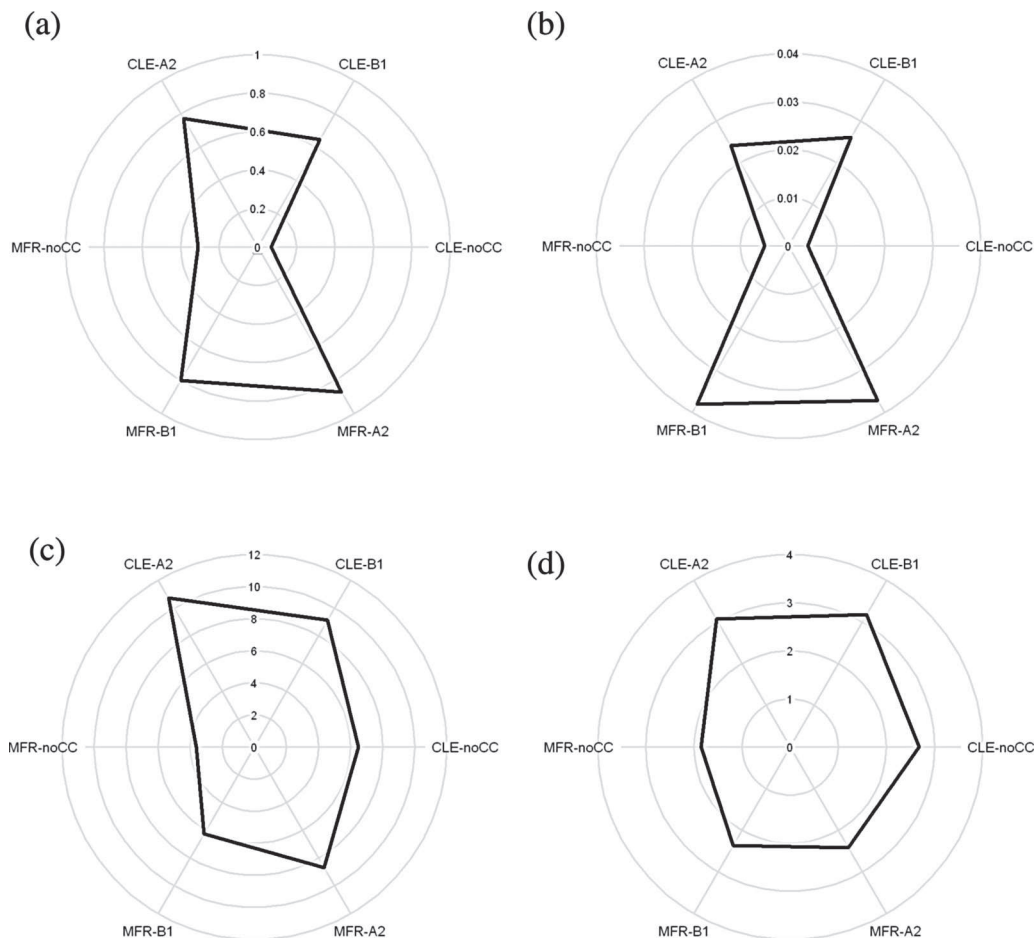 (a)
1
CLE-A2
CLE-B1
0.8
0.6
0.4
0.2
MFR-noCC
0
CLE-noCC
MFR-B1
MFR-A2
(b)
0.04
CLE-A2
CLE-B1
0.03
0.02
0.01
MFR-noCC
0
CLE-noCC
MFR-B1
MFR-A2
(c)
12
CLE-A2
CLE-B1
10
8
6
4
2
MFR-noCC
0
CLE-noCC
MFR-B1
MFR-A2
(d)
4
CLE-A2
CLE-B1
3
2
1
MFR-noCC
0
CLE-noCC
MFR-B1
MFR-A2